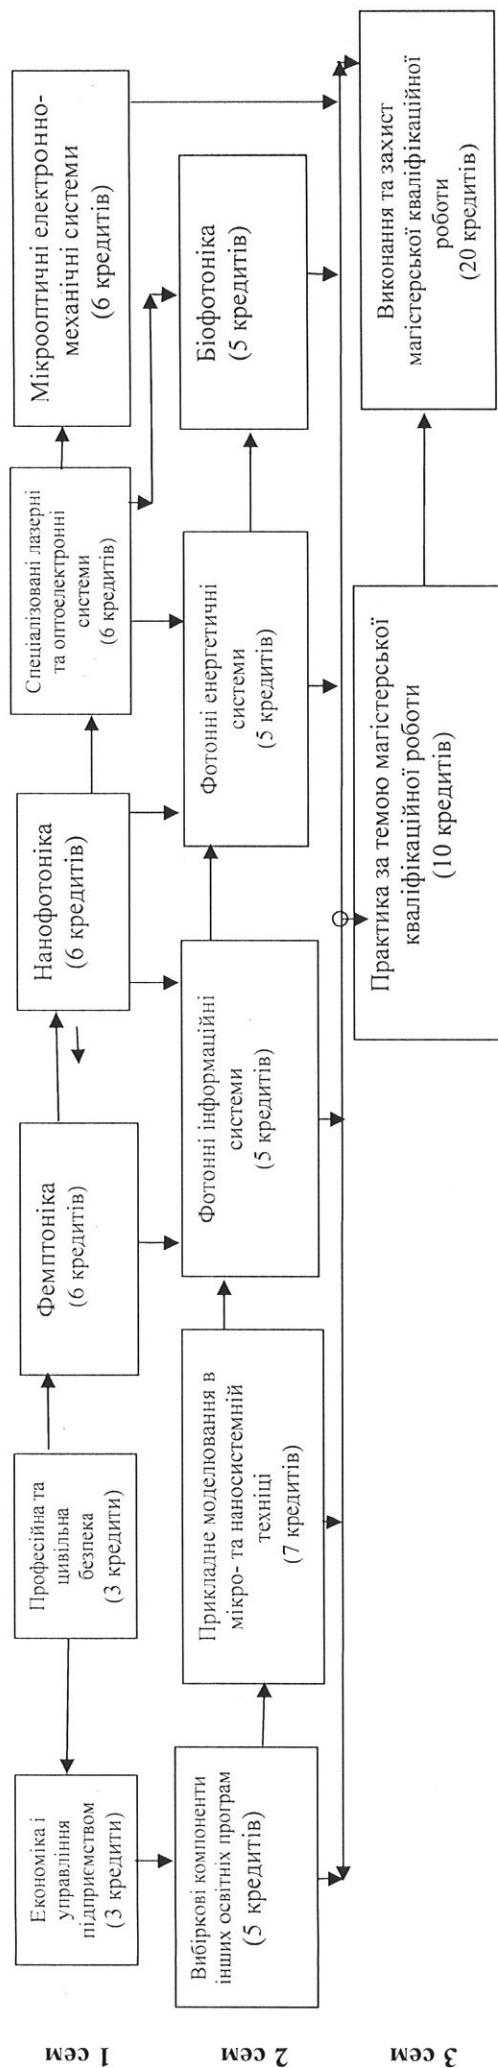 1 сем
Економіка і
управління
підприємством
(3 кредити)
Професійна та
цивільна
безпека
(3 кредити)
Фемптоніка
(6 кредитів)
Нанофотоніка
(6 кредитів)
Спеціалізовані лазерні
та оптоелектронні
системи
(6 кредитів)
Мікрооптичні електронно-
механічні системи
(6 кредитів)
2 сем
Вибіркові компоненти
інших освітніх програм
(5 кредитів)
Прикладне моделювання в
мікро- та наносистемній
техніці
(7 кредитів)
Фотонні інформаційні
системи
(5 кредитів)
Фотонні енергетичні
системи
(5 кредитів)
Біофотоніка
(5 кредитів)
3 сем
Практика за темою магістерської
кваліфікаційної роботи
(10 кредитів)
Виконання та захист
магістерської кваліфікаційної
роботи
(20 кредитів)